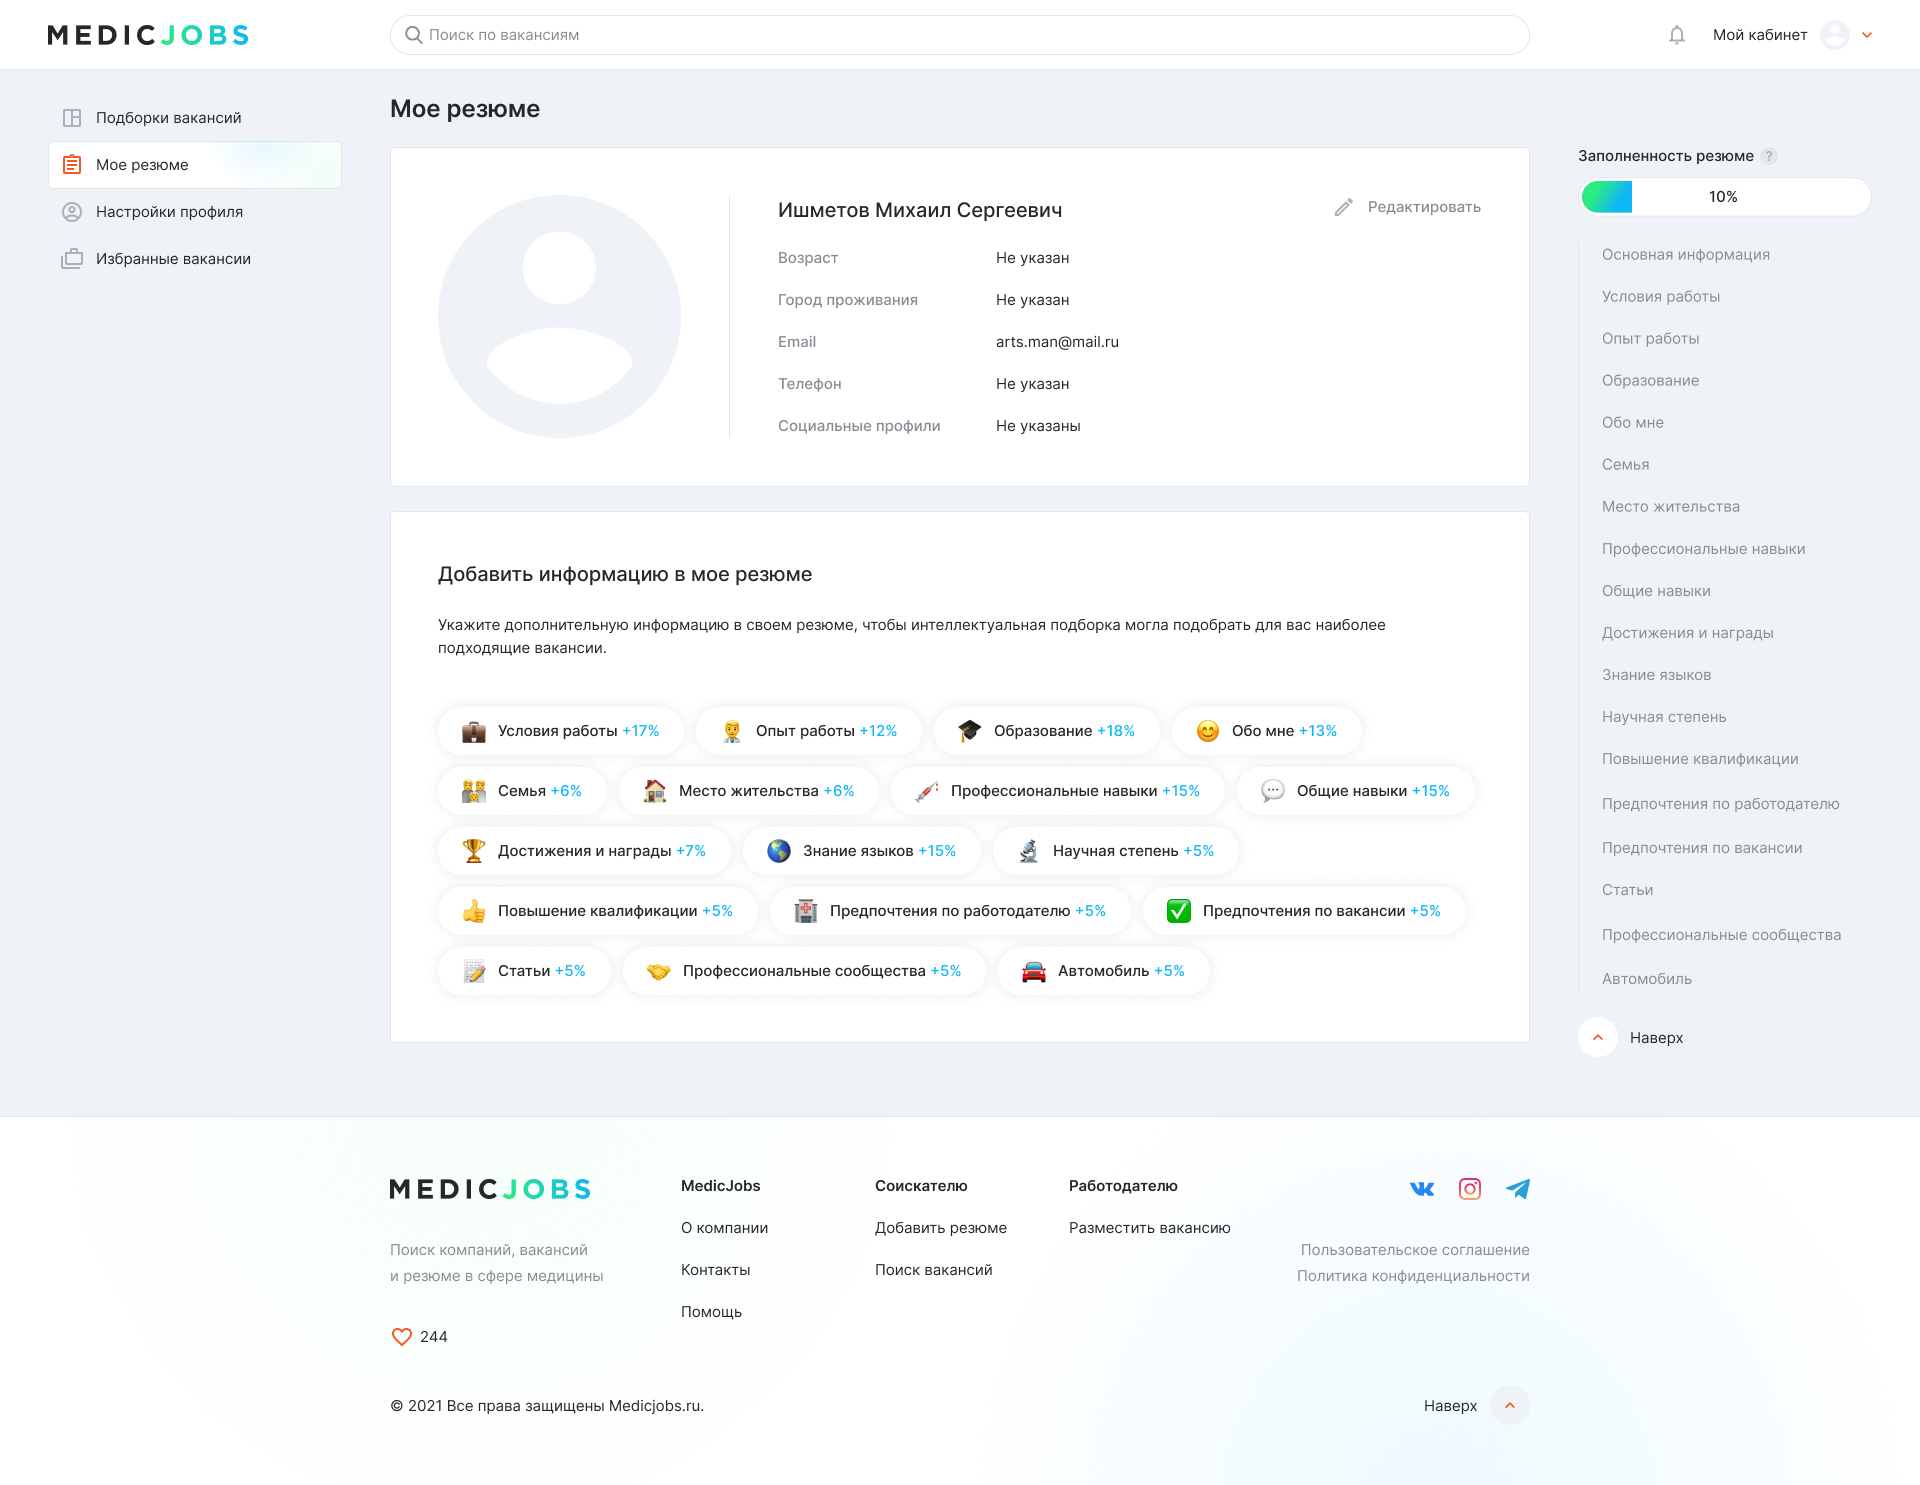 MEDICJOBS
Поиск по вакансиям
Мой кабинет
Подборки вакансий
Мое резюме
Настройки профиля
Избранные вакансии
Мое резюме
Ишметов Михаил Сергеевич
Редактировать
Возраст Не указан
Город проживания Не указан
Email arts.man@mail.ru
Телефон Не указан
Социальные профили Не указаны
Добавить информацию в мое резюме
Укажите дополнительную информацию в своем резюме, чтобы интеллектуальная подборка могла подобрать для вас наиболее
подходящие вакансии.
Условия работы +17% Опыт работы +12% Образование +18% Обо мне +13%
Семья +6% Место жительства +6% Профессиональные навыки +15% Общие навыки +15%
Достижения и награды +7% Знание языков +15% Научная степень +5%
Повышение квалификации +5% Предпочтения по работодателю +5% Предпочтения по вакансии +5%
Статьи +5% Профессиональные сообщества +5% Автомобиль +5%
Заполненность резюме ?
10%
Основная информация
Условия работы
Опыт работы
Образование
Обо мне
Семья
Место жительства
Профессиональные навыки
Общие навыки
Достижения и награды
Знание языков
Научная степень
Повышение квалификации
Предпочтения по работодателю
Предпочтения по вакансии
Статьи
Профессиональные сообщества
Автомобиль
Наверх
MEDICJOBS
Поиск компаний, вакансий
и резюме в сфере медицины
244
MedicJobs
О компании
Контакты
Помощь
Соискателю
Добавить резюме
Поиск вакансий
Работодателю
Разместить вакансию
Пользовательское соглашение
Политика конфиденциальности
© 2021 Все права защищены Medicjobs.ru.
Наверх